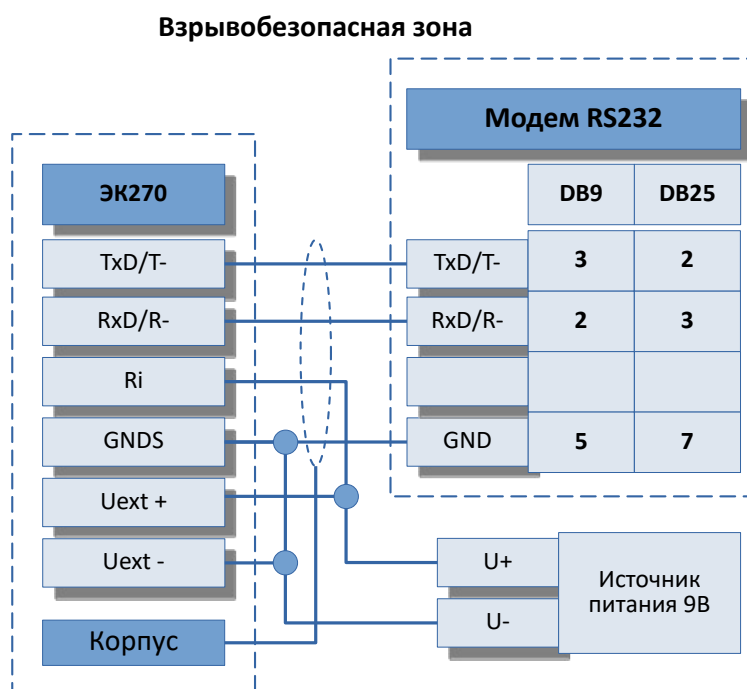 Взрывобезопасная зона
Модем RS232
ЭК270
DB9 DB25
TxD/T- TxD/T- 3 2
RxD/R- RxD/R- 2 3
Ri
GNDS GND 5 7
Uext +
Uext -
U+
Источник
питания 9В
U-
Корпус